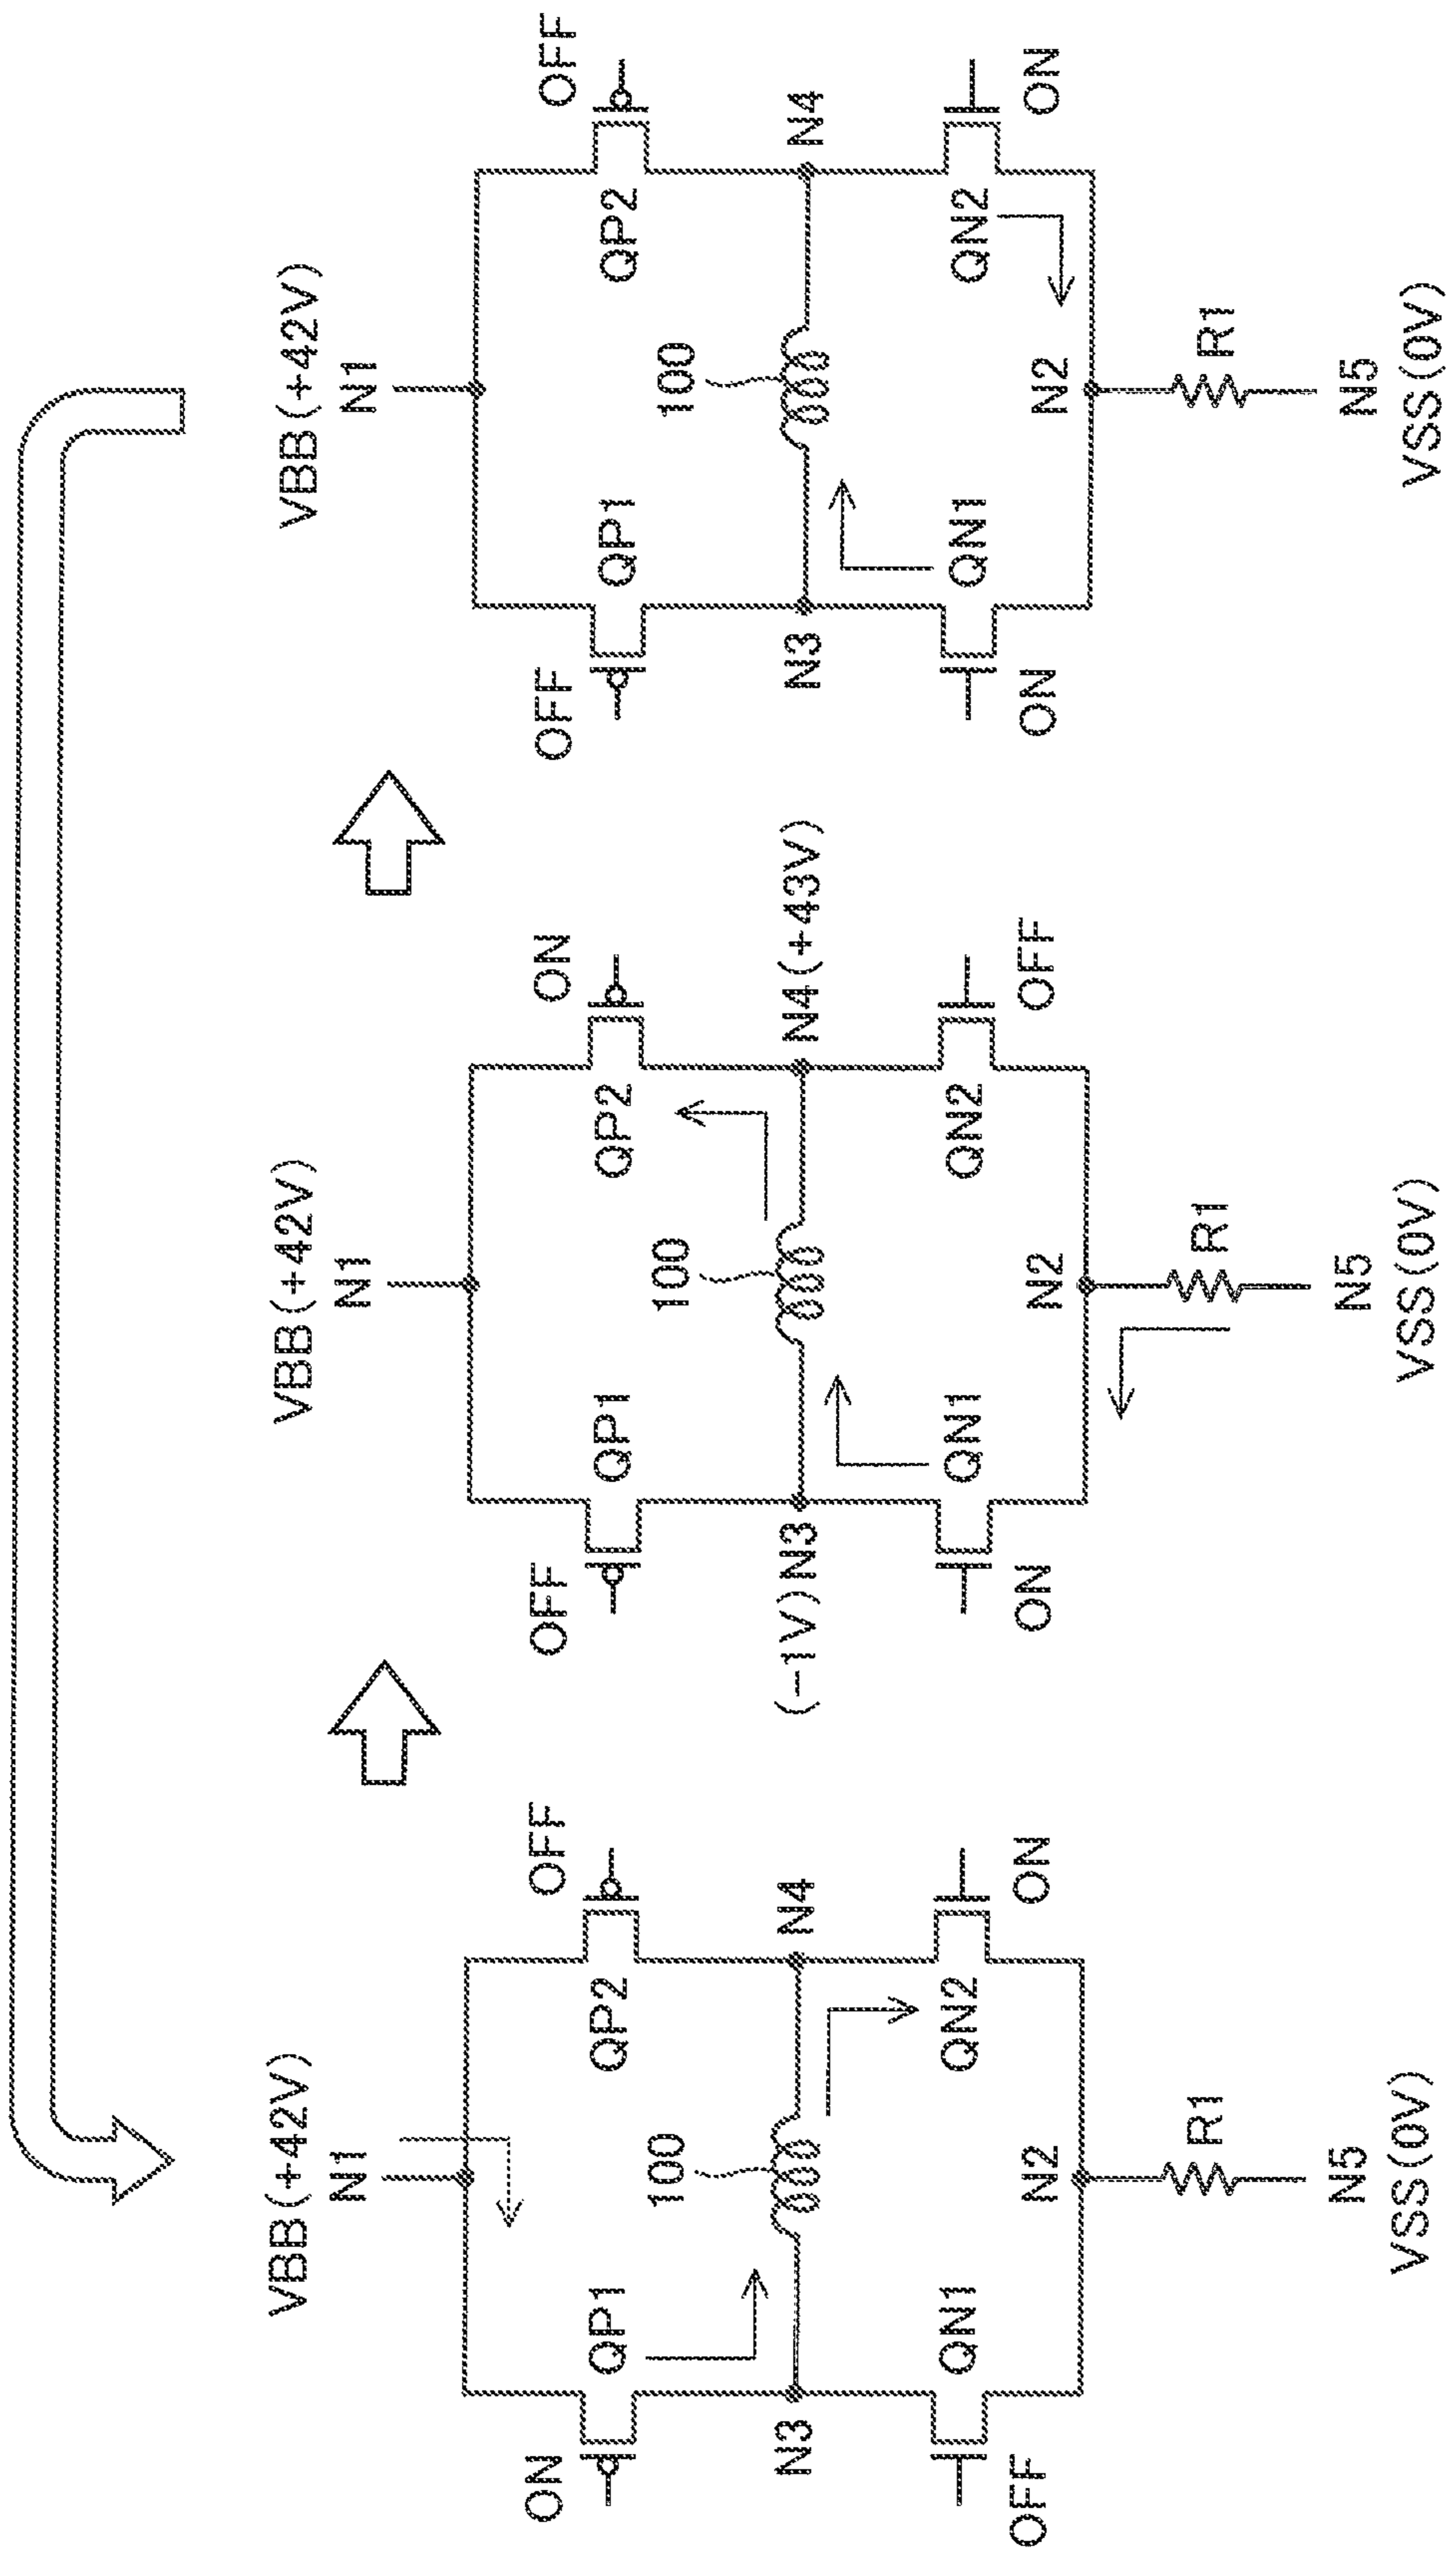 VBB(+42V)
N1
ON
OFF
QP1
QP2
100
N3
N4
QN1
QN2
OFF
ON
N2
R1
N5
VSS(0V)
VBB(+42V)
N1
OFF
ON
QP1
QP2
100
(-1V)N3
N4(+43V)
QN1
QN2
ON
OFF
N2
R1
N5
VSS(0V)
VBB(+42V)
N1
OFF
OFF
QP1
QP2
100
N3
N4
QN1
QN2
ON
ON
N2
R1
N5
VSS(0V)